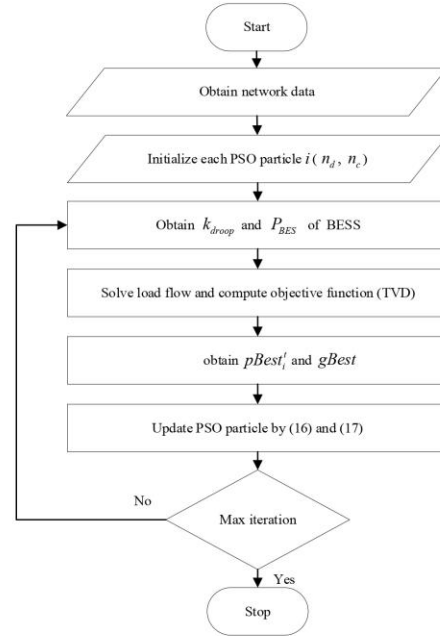 Start
Obtain network data
Initialize each PSO particle i ( n_d , n_c )
Obtain k_droop and P_BES of BESS
Solve load flow and compute objective function (TVD)
obtain pBest_i^t and gBest
Update PSO particle by (16) and (17)
No
Max iteration
Yes
Stop